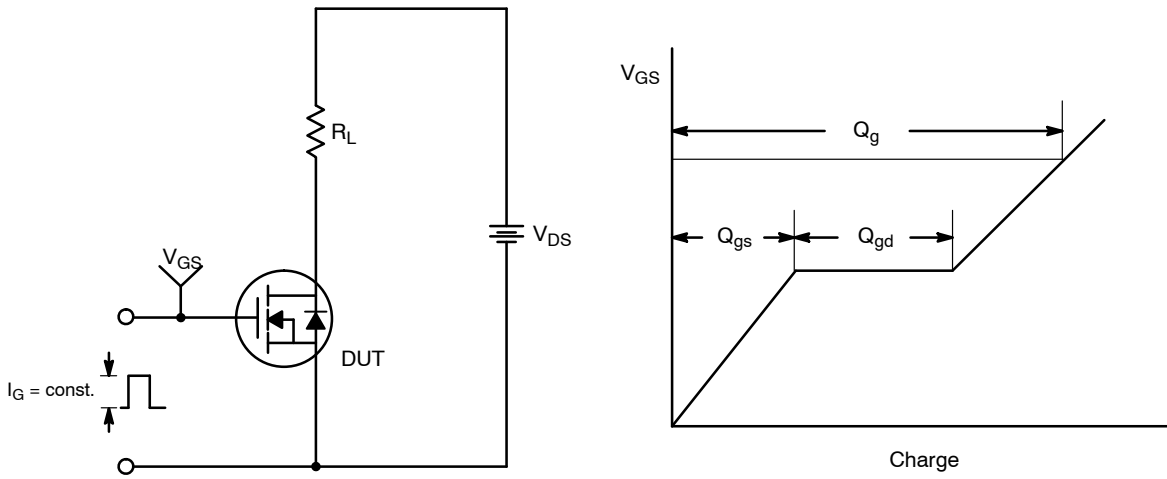 R_L
V_DS
V_GS
DUT
I_G = const.
V_GS
Q_g
Q_gs
Q_gd
Charge